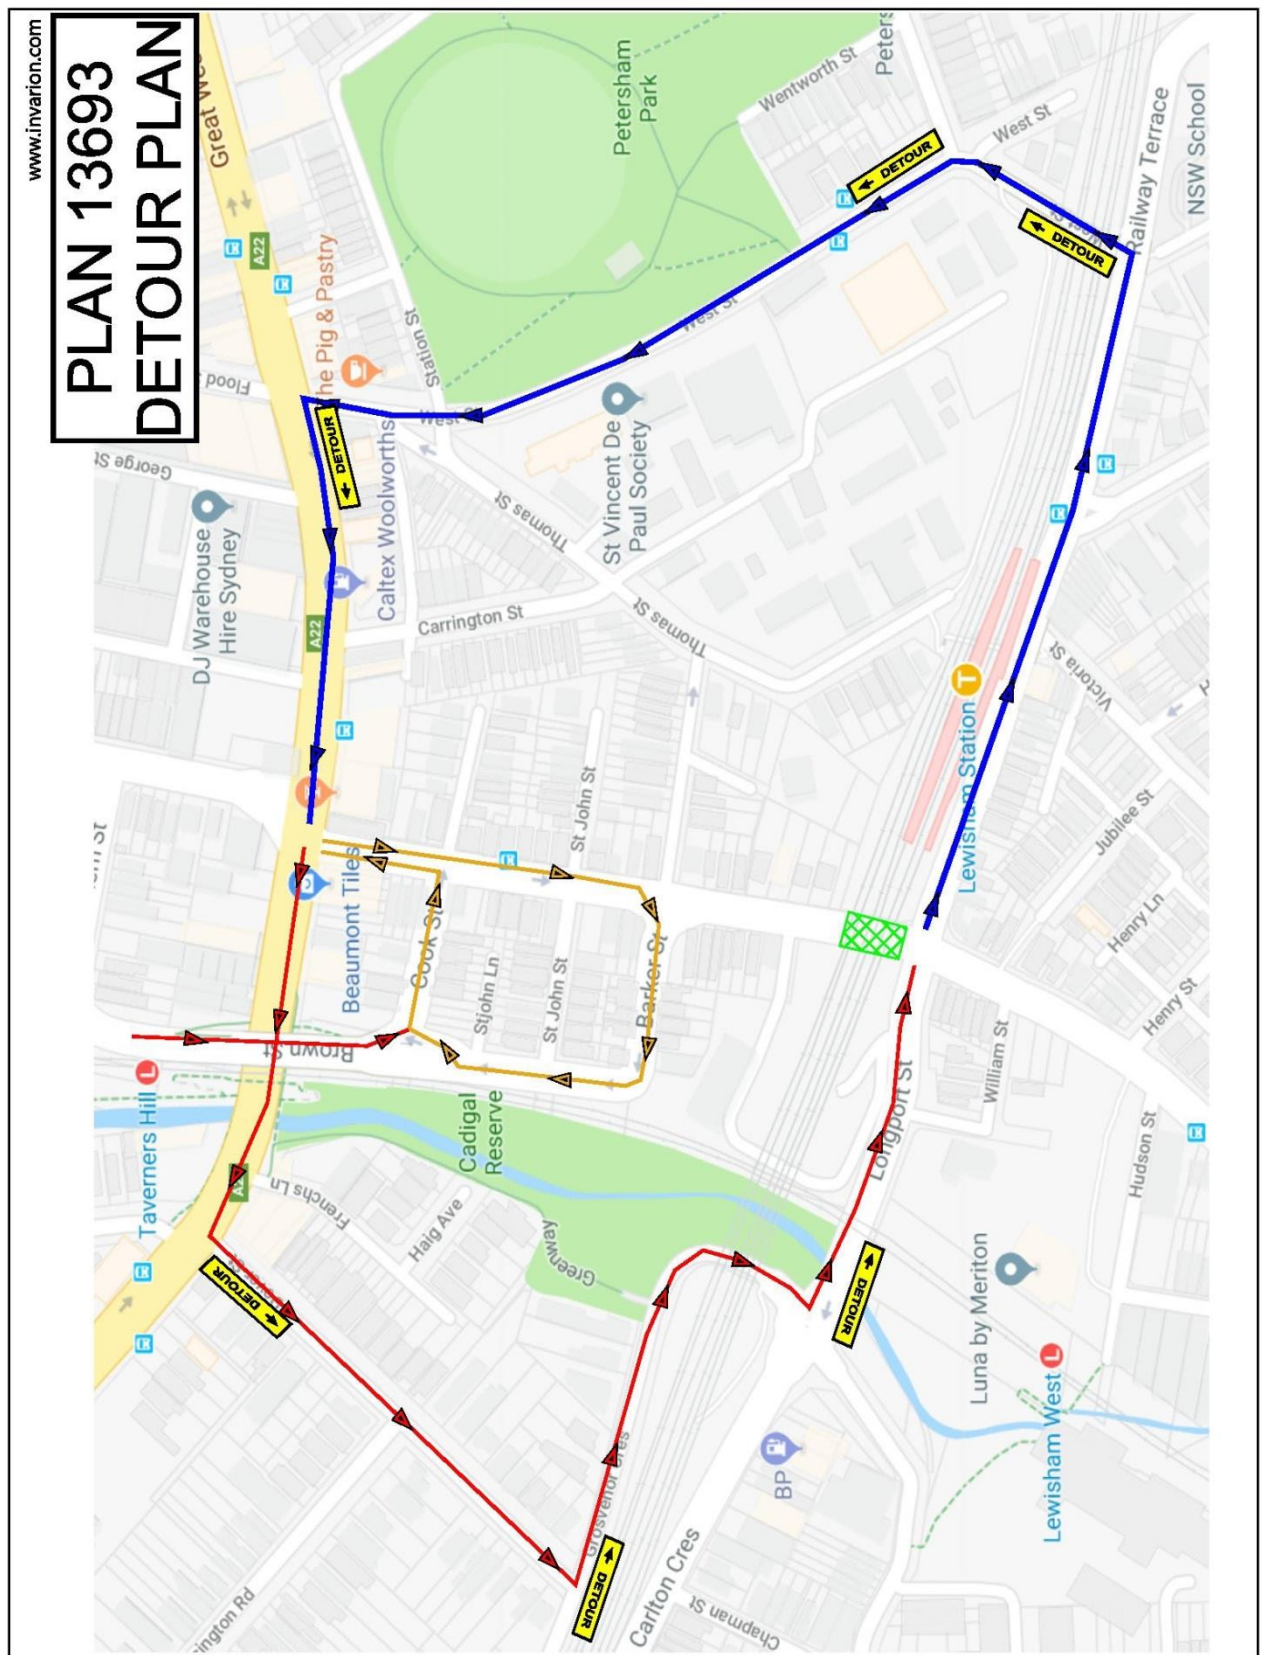 www.invarion.com
PLAN 13693
DETOUR PLAN
Great We
A22
The Pig & Pastry
Flood
Station St
George St
DJ Warehouse
Hire Sydney
Caltex Woolworths
A22
DETOUR
West
Thomas St
Carrington St
Thomas St
St Vincent De
Paul Society
West St
Petersham
Park
Wentworth St
Peters
West St
DETOUR
DETOUR
West St
Railway Terrace
NSW School
Lewisham Station
T
Victoria St
Jubilee St
Henry Ln
Henry St
Beaumont Tiles
Cook St
St John St
Stjohn Ln
St John St
Barker St
Brown St
Taverners Hill
L
Cadigal
Reserve
Frenchs Ln
Haig Ave
Greenway
Longport St
William St
Hudson St
DETOUR
DETOUR
Luna by Meriton
Lewisham West
L
BP
Grosvenor Cres
DETOUR
Carlton Cres
Chapman St